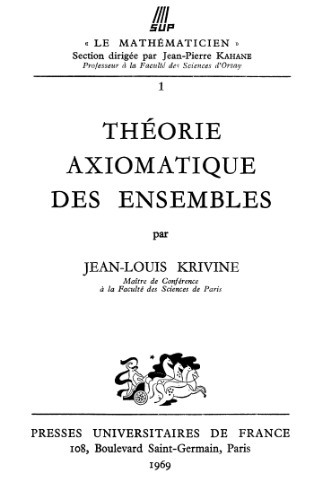 SUP
« LE MATHÉMATICIEN »
Section dirigée par Jean-Pierre KAHANE
Professeur à la Faculté des Sciences d'Orsay
1
THÉORIE
AXIOMATIQUE
DES ENSEMBLES
par
JEAN-LOUIS KRIVINE
Maître de Conférence
à la Faculté des Sciences de Paris
PRESSES UNIVERSITAIRES DE FRANCE
108, Boulevard Saint-Germain, Paris
1969